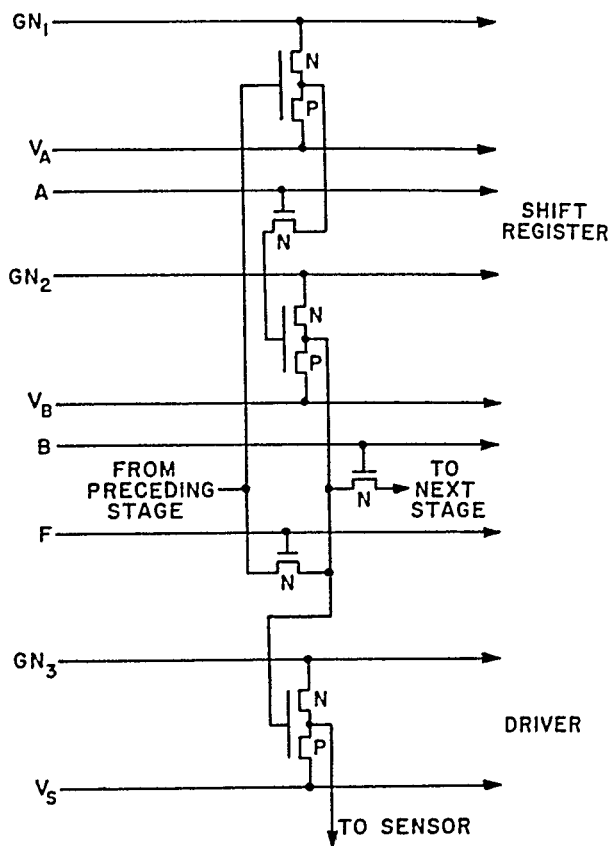 GN1
N
P
VA
A
N
SHIFT
REGISTER
GN2
N
P
VB
B
FROM
PRECEDING
STAGE
N
TO
NEXT
STAGE
F
N
GN3
N
P
DRIVER
VS
TO SENSOR